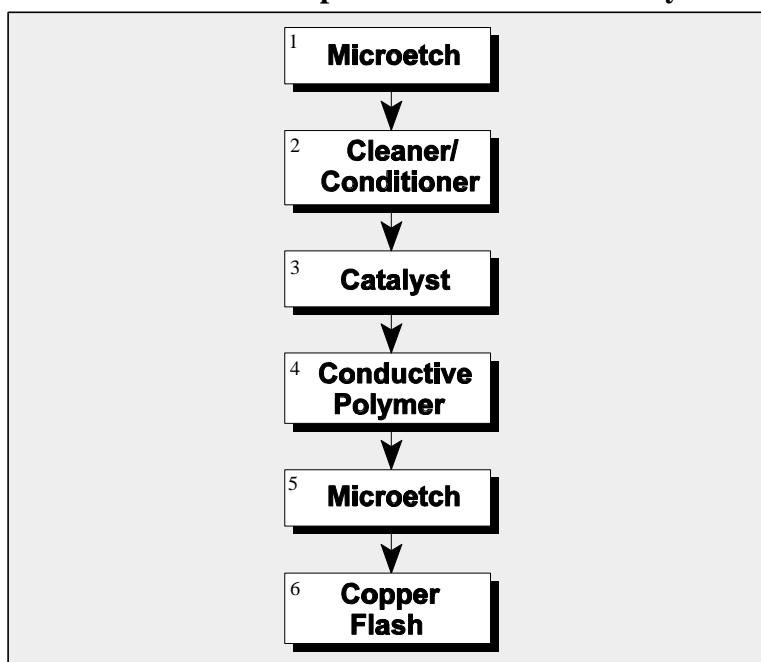 1
Microetch
2
Cleaner/
Conditioner
3
Catalyst
4
Conductive
Polymer
5
Microetch
6
Copper
Flash